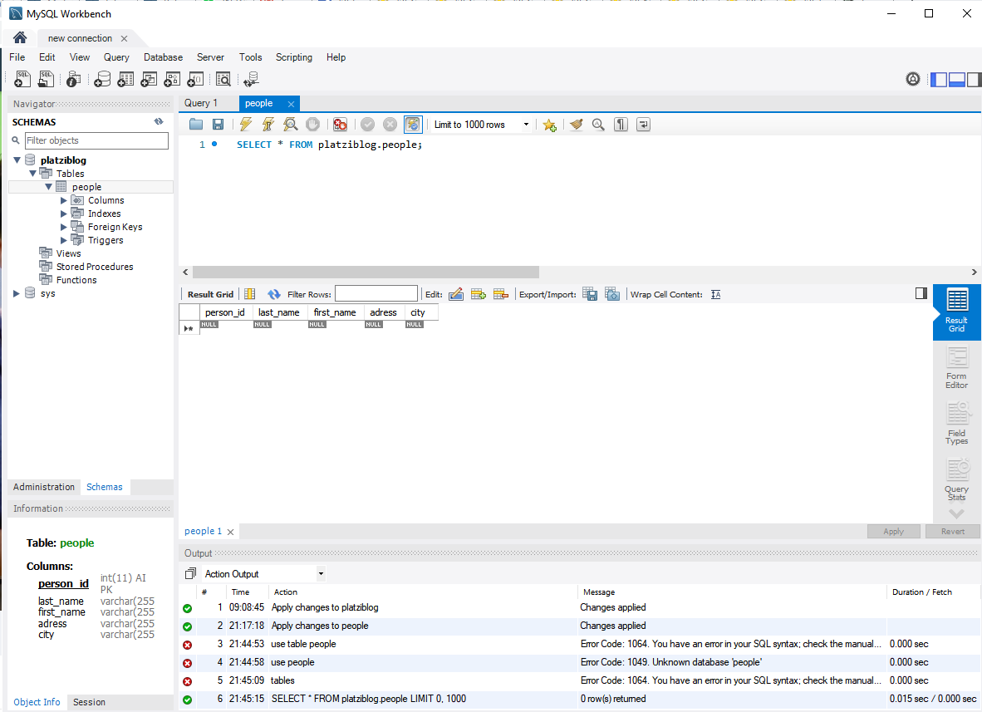 MySQL Workbench
new connection
File Edit View Query Database Server Tools Scripting Help
Navigator
SCHEMAS
Filter objects
platziblog
Tables
people
Columns
Indexes
Foreign Keys
Triggers
Views
Stored Procedures
Functions
sys
Administration Schemas
Information
Table: people
Columns:
person_id int(11) AI
PK
last_name varchar(255
first_name varchar(255
adress varchar(255
city varchar(255
Object Info Session
Query 1 people
Limit to 1000 rows
1 SELECT * FROM platziblog.people;
Result Grid Filter Rows: Edit: Export/Import: Wrap Cell Content:
person_id last_name first_name adress city
NULL NULL NULL NULL NULL
Result
Grid
Form
Editor
Field
Types
Query
Stats
people 1 Apply Revert
Output
Action Output
# Time Action Message Duration / Fetch
1 09:08:45 Apply changes to platziblog Changes applied
2 21:17:18 Apply changes to people Changes applied
3 21:44:53 use table people Error Code: 1064. You have an error in your SQL syntax; check the manual... 0.000 sec
4 21:44:58 use people Error Code: 1049. Unknown database 'people' 0.000 sec
5 21:45:09 tables Error Code: 1064. You have an error in your SQL syntax; check the manual... 0.000 sec
6 21:45:15 SELECT * FROM platziblog.people LIMIT 0, 1000 0 row(s) returned 0.015 sec / 0.000 sec